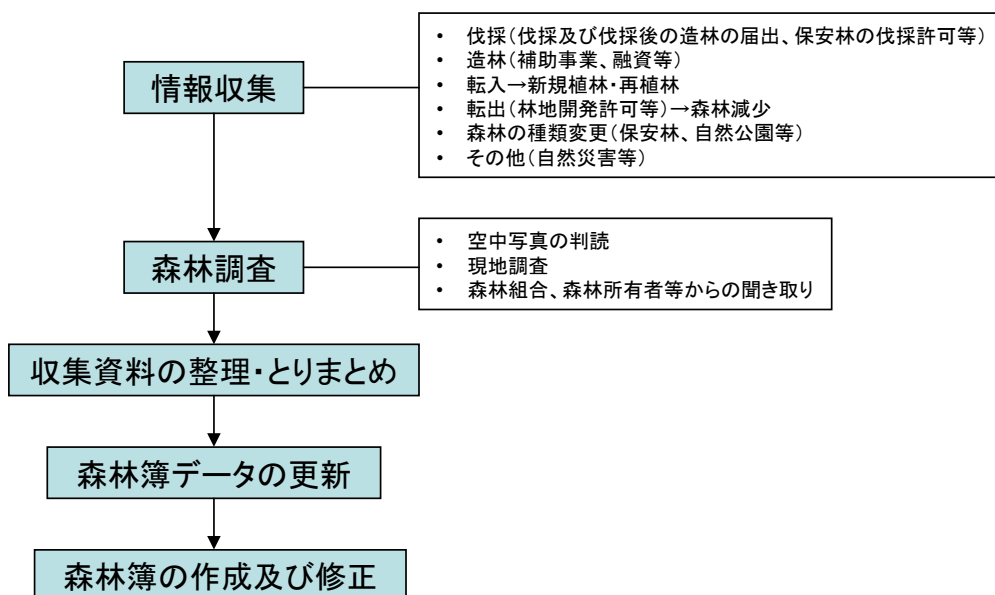 情報収集
• 伐採(伐採及び伐採後の造林の届出、保安林の伐採許可等)
• 造林(補助事業、融資等)
• 転入→新規植林・再植林
• 転出(林地開発許可等)→森林減少
• 森林の種類変更(保安林、自然公園等)
• その他(自然災害等)
森林調査
• 空中写真の判読
• 現地調査
• 森林組合、森林所有者等からの聞き取り
収集資料の整理・とりまとめ
森林簿データの更新
森林簿の作成及び修正